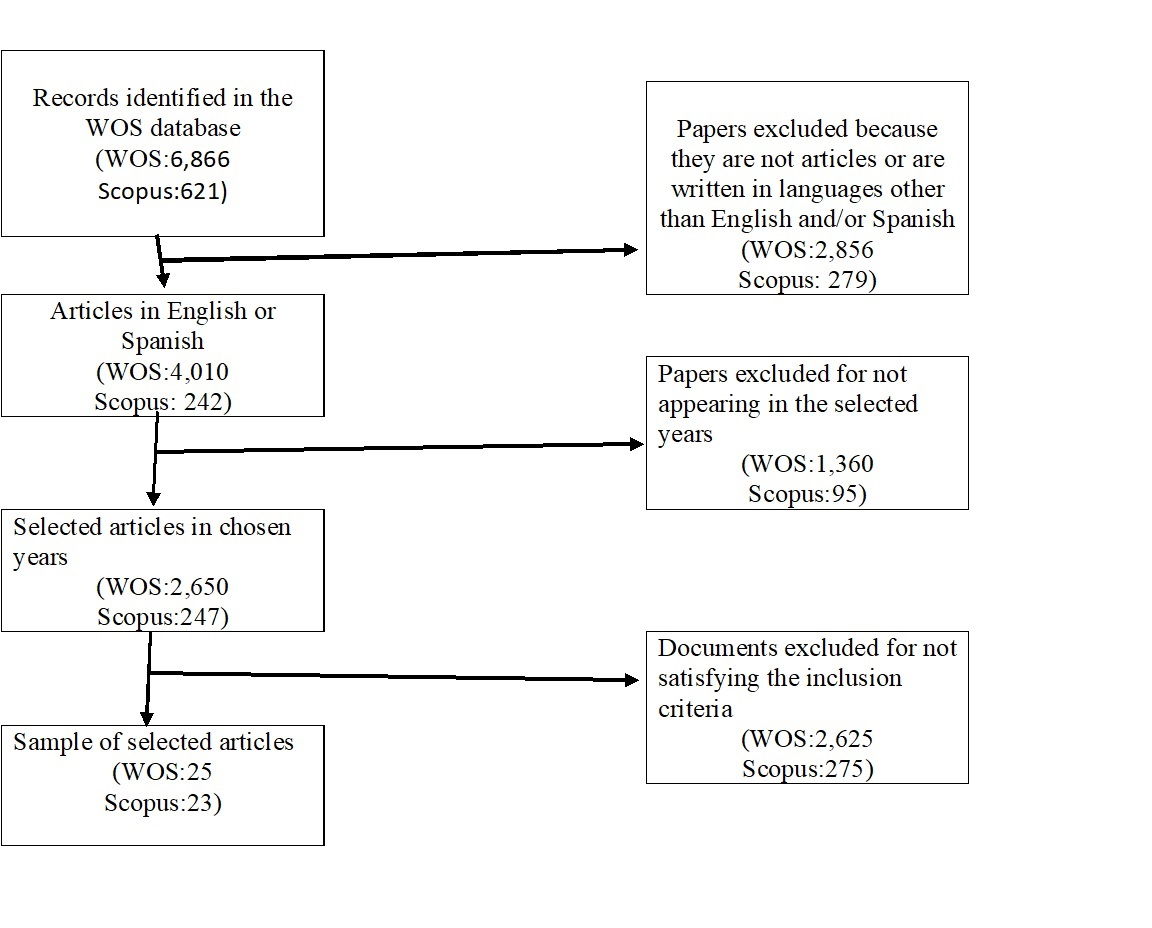 Records identified in the
WOS database
(WOS:6,866
Scopus:621)
Papers excluded because
they are not articles or are
written in languages other
than English and/or Spanish
(WOS:2,856
Scopus: 279)
Articles in English or
Spanish
(WOS:4,010
Scopus: 242)
Papers excluded for not
appearing in the selected
years
(WOS:1,360
Scopus:95)
Selected articles in chosen
years
(WOS:2,650
Scopus:247)
Documents excluded for not
satisfying the inclusion
criteria
(WOS:2,625
Scopus:275)
Sample of selected articles
(WOS:25
Scopus:23)